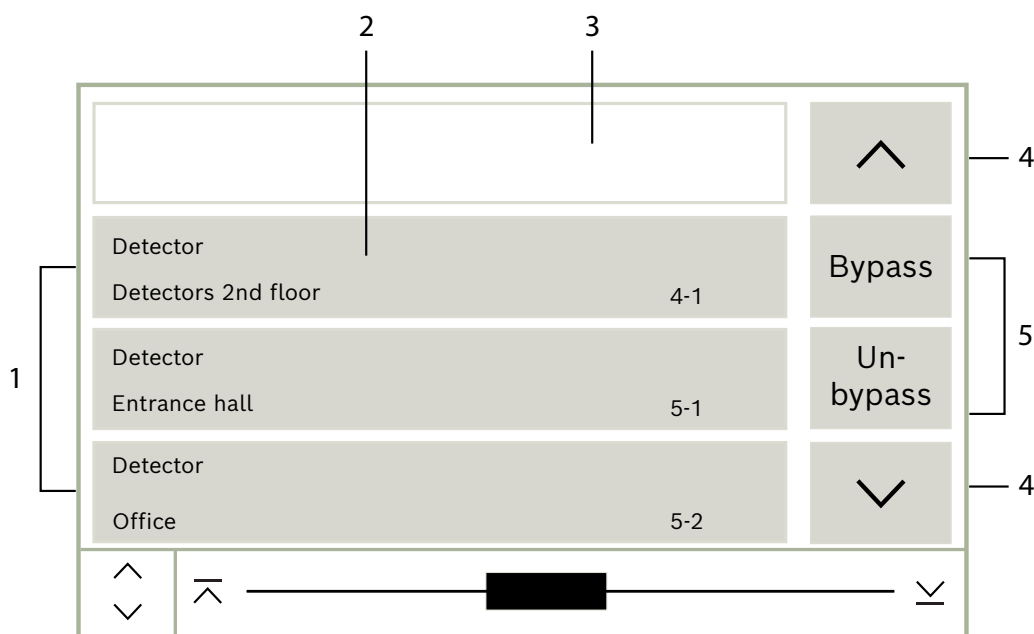 2
3
4
Detector
Detectors 2nd floor 4-1
Bypass
1
5
Detector
Entrance hall 5-1
Un-
bypass
Detector
Office 5-2
4